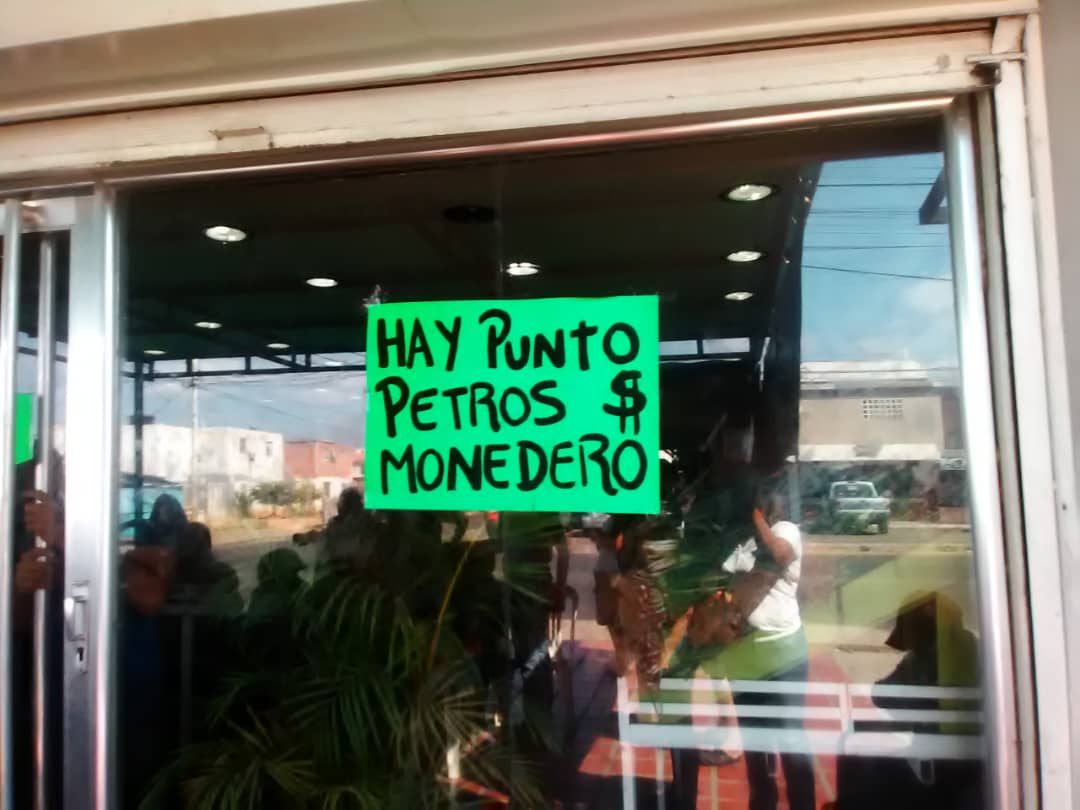 HAY PUNTO
PETROS $
MONEDERO